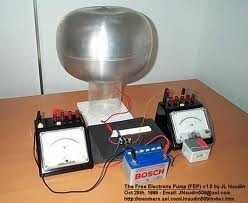 BOSCH
The Free Electrons Pump (FEP) v1.0 by JL Naudin
Oct 28th, 1999 - Email: JNaudin509@aol.com
http://members.aol.com/jnaudin509/index.htm